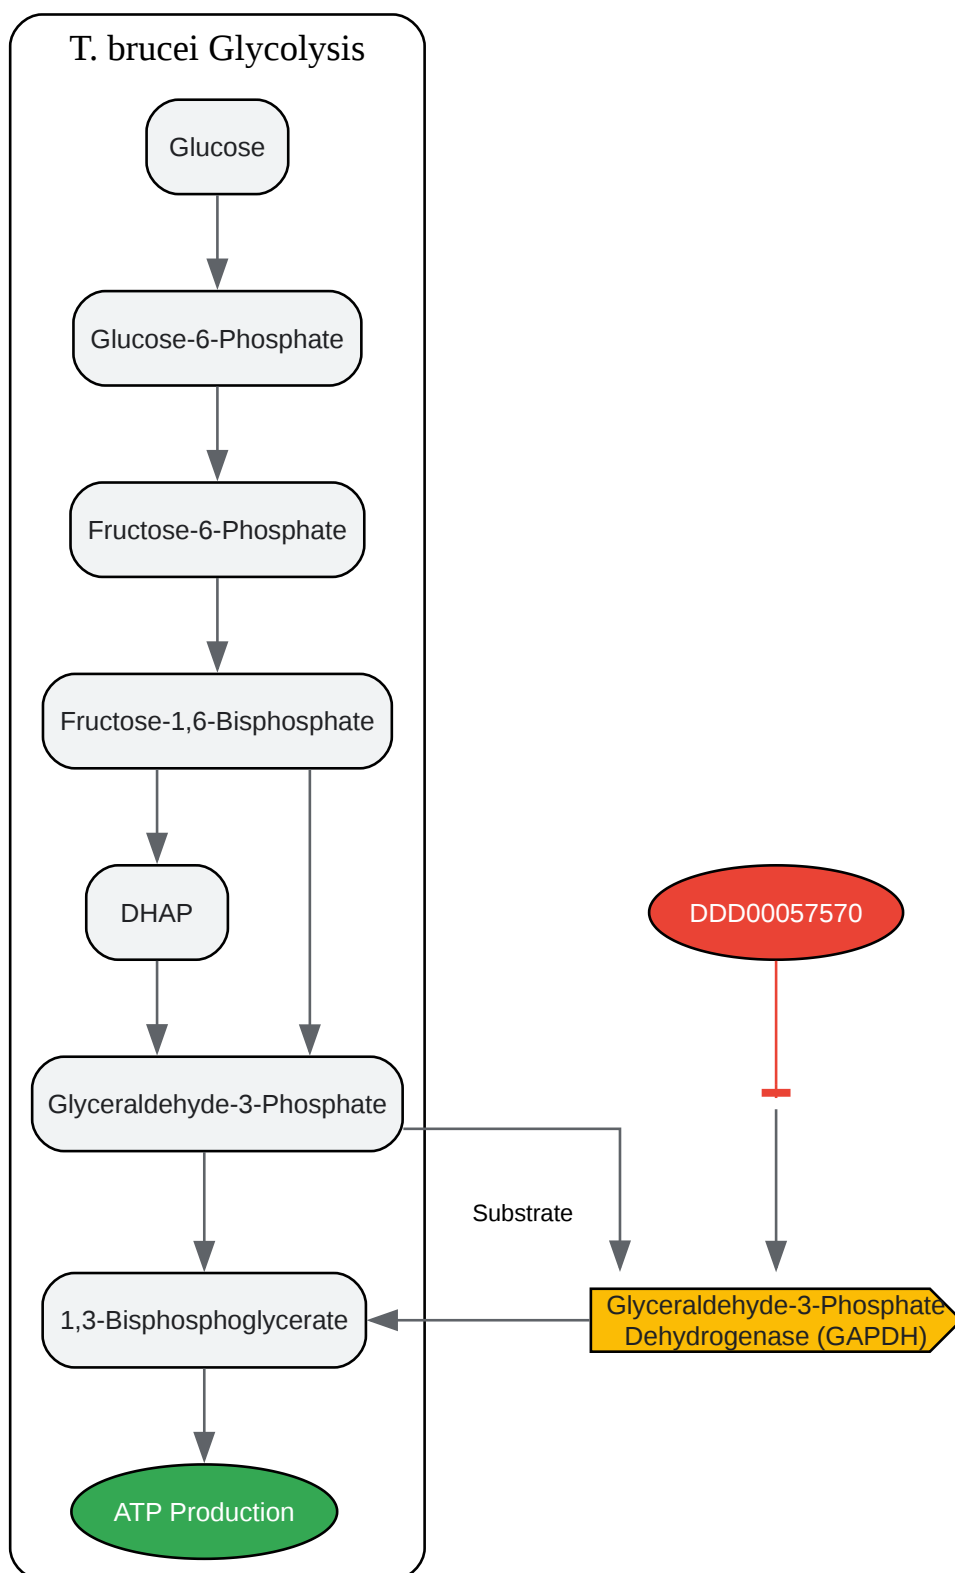 T. brucei Glycolysis
Glucose
Glucose-6-Phosphate
Fructose-6-Phosphate
Fructose-1,6-Bisphosphate
DHAP
DDD00057570
Glyceraldehyde-3-Phosphate
Substrate
1,3-Bisphosphoglycerate
Glyceraldehyde-3-Phosphate
Dehydrogenase (GAPDH)
ATP Production